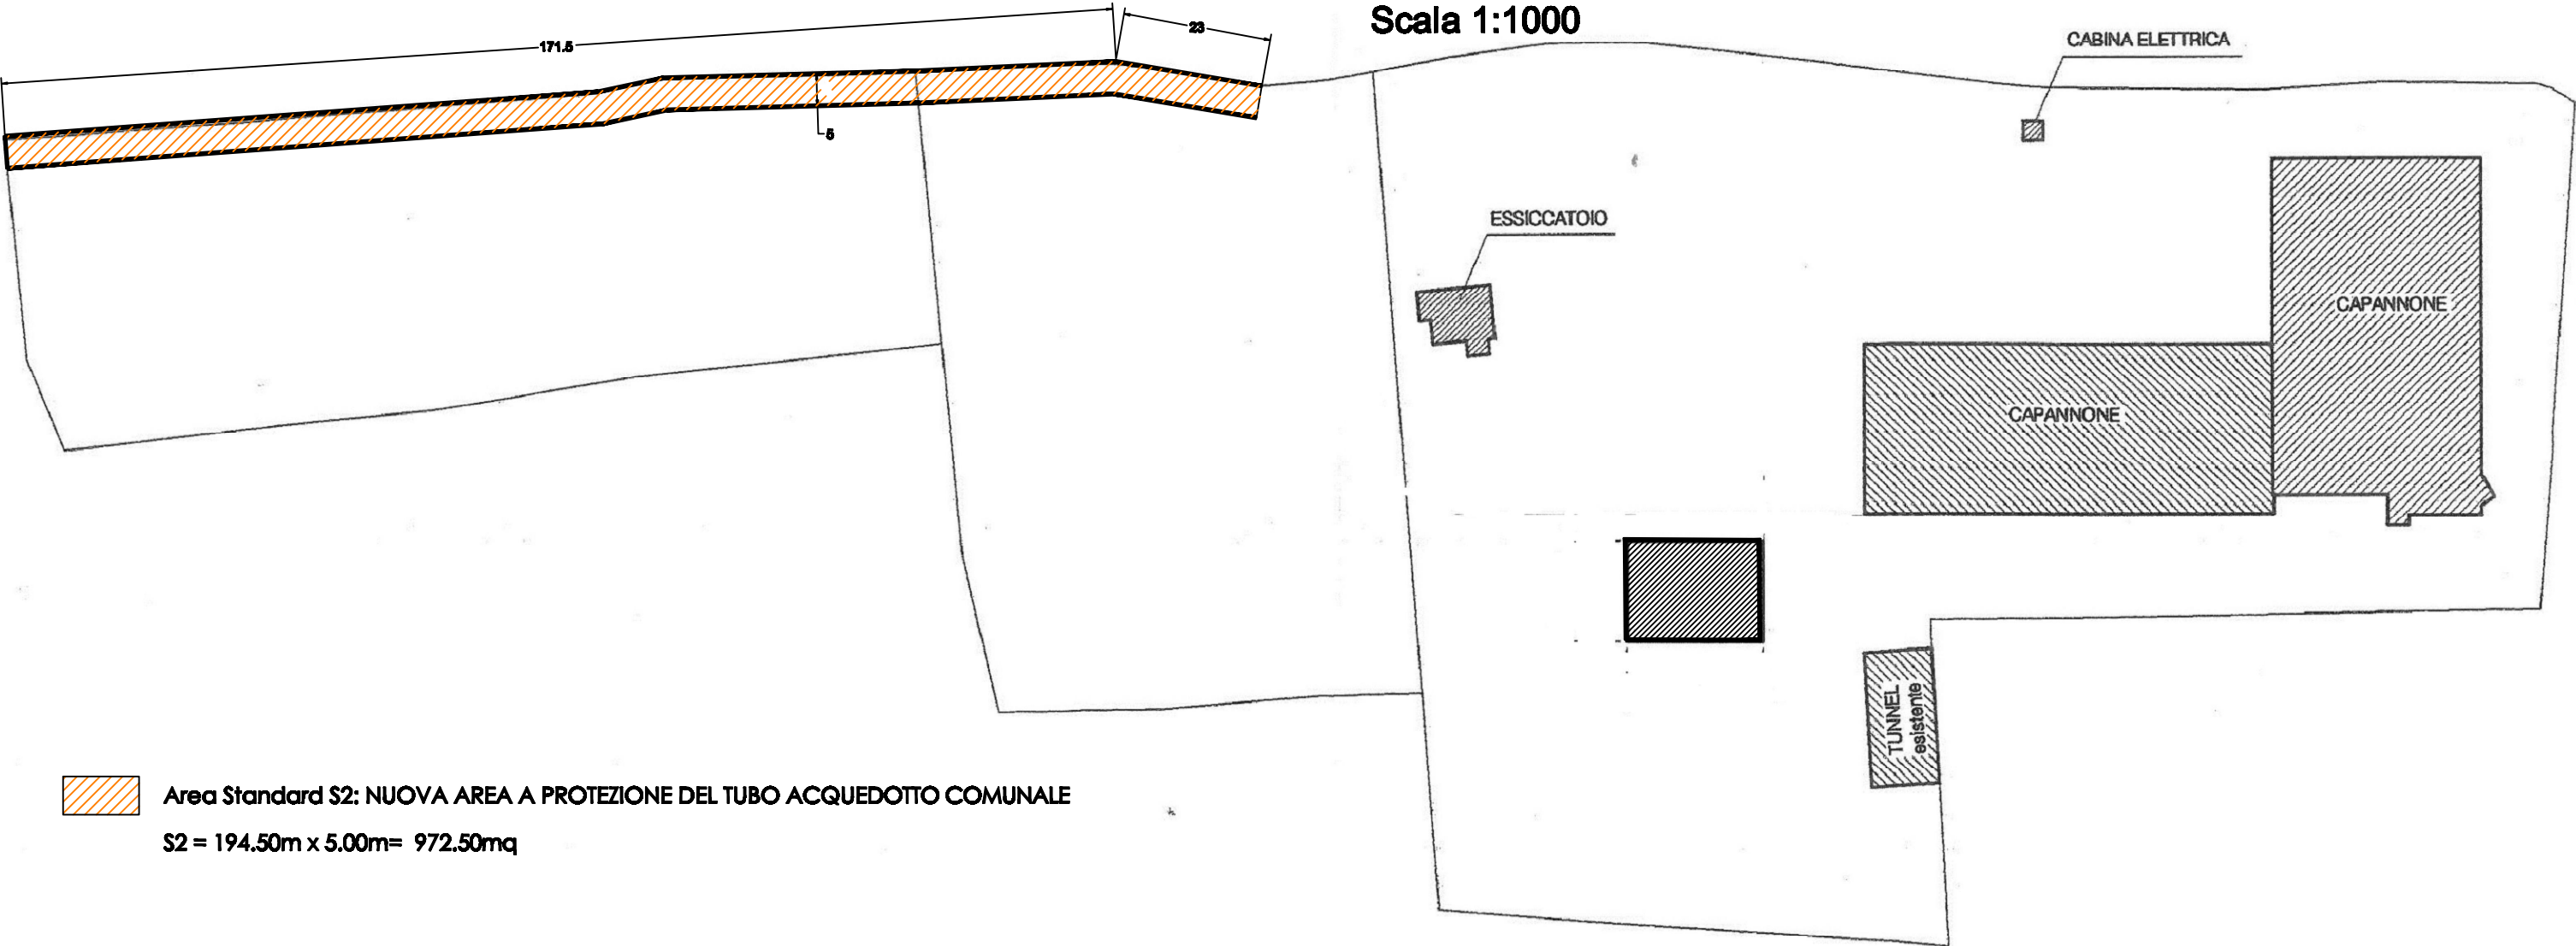 Scala 1:1000
171.5
23
5
CABINA ELETTRICA
ESSICCATOIO
CAPANNONE
CAPANNONE
TUNNEL
esistente
Area Standard S2: NUOVA AREA A PROTEZIONE DEL TUBO ACQUEDOTTO COMUNALE
S2 = 194.50m x 5.00m= 972.50mq